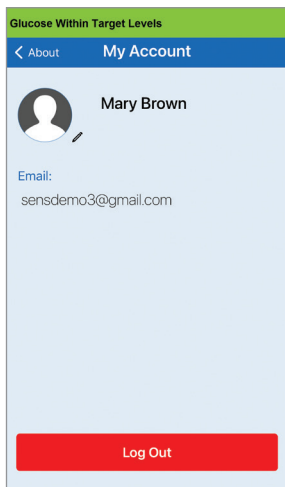 Glucose Within Target Levels
About My Account
Mary Brown
Email:
sensdemo3@gmail.com
Log Out